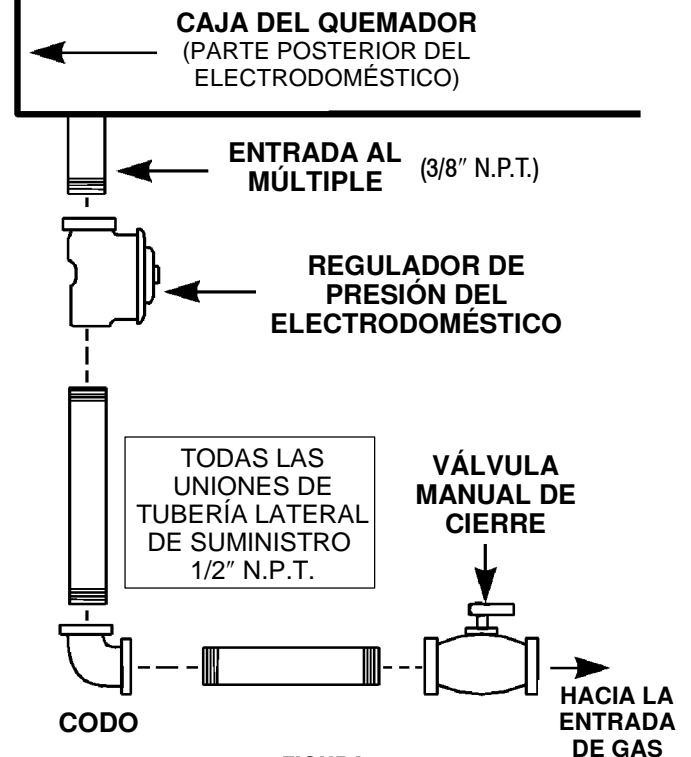 CAJA DEL QUEMADOR
(PARTE POSTERIOR DEL
ELECTRODOMÉSTICO)
ENTRADA AL
MÚLTIPLE (3/8″ N.P.T.)
REGULADOR DE
PRESIÓN DEL
ELECTRODOMÉSTICO
TODAS LAS
UNIONES DE
TUBERÍA LATERAL
DE SUMINISTRO
1/2″ N.P.T.
VÁLVULA
MANUAL DE
CIERRE
CODO
HACIA LA
ENTRADA
DE GAS